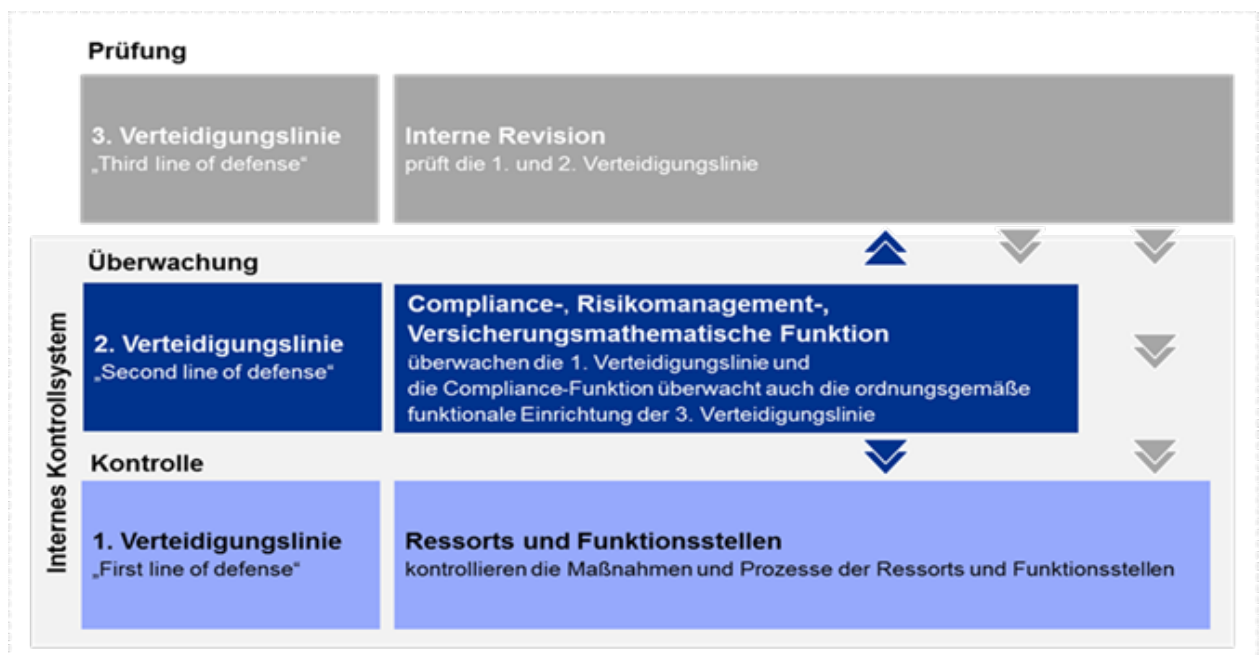 Prüfung
3. Verteidigungslinie
„Third line of defense“
Interne Revision
prüft die 1. und 2. Verteidigungslinie
Internes Kontrollsystem
Überwachung
2. Verteidigungslinie
„Second line of defense“
Compliance-, Risikomanagement-,
Versicherungsmathematische Funktion
überwachen die 1. Verteidigungslinie und
die Compliance-Funktion überwacht auch die ordnungsgemäße
funktionale Einrichtung der 3. Verteidigungslinie
Kontrolle
1. Verteidigungslinie
„First line of defense“
Ressorts und Funktionsstellen
kontrollieren die Maßnahmen und Prozesse der Ressorts und Funktionsstellen